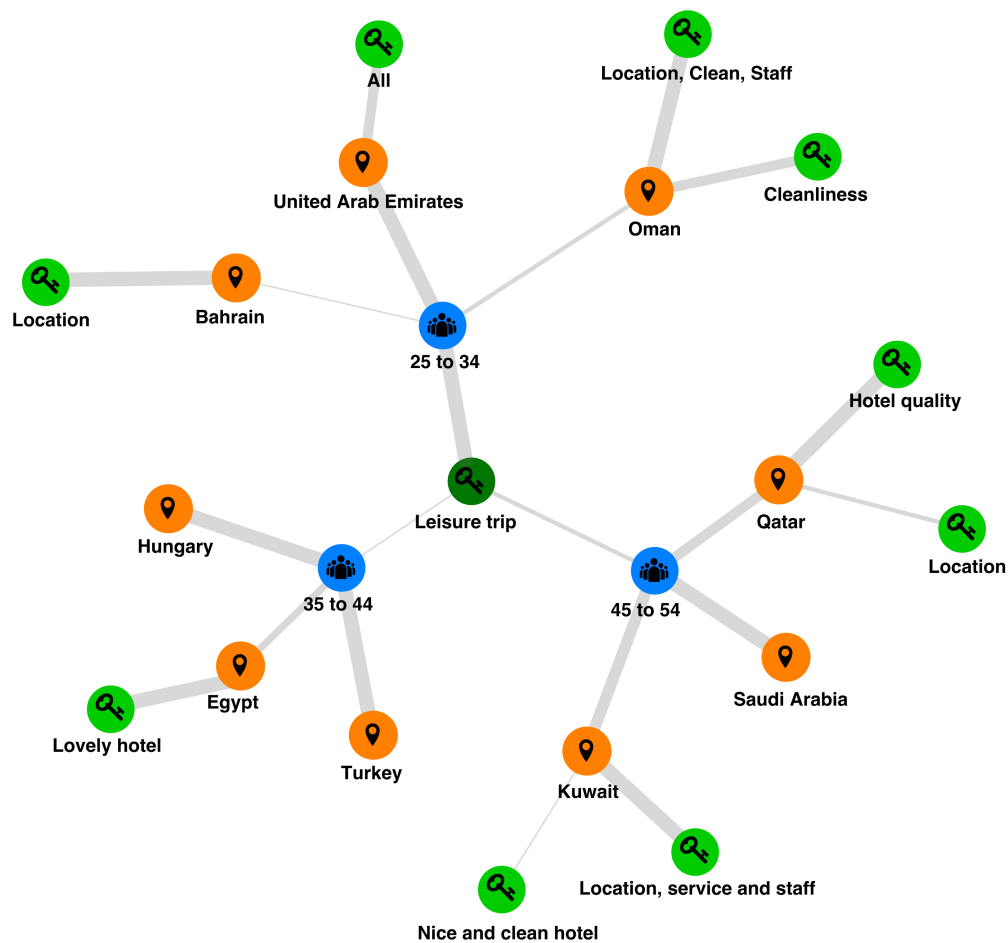 All
Location, Clean, Staff
Cleanliness
United Arab Emirates
Oman
Location
Bahrain
25 to 34
Hotel quality
Leisure trip
Qatar
Hungary
Location
35 to 44
45 to 54
Egypt
Saudi Arabia
Lovely hotel
Turkey
Kuwait
Location, service and staff
Nice and clean hotel